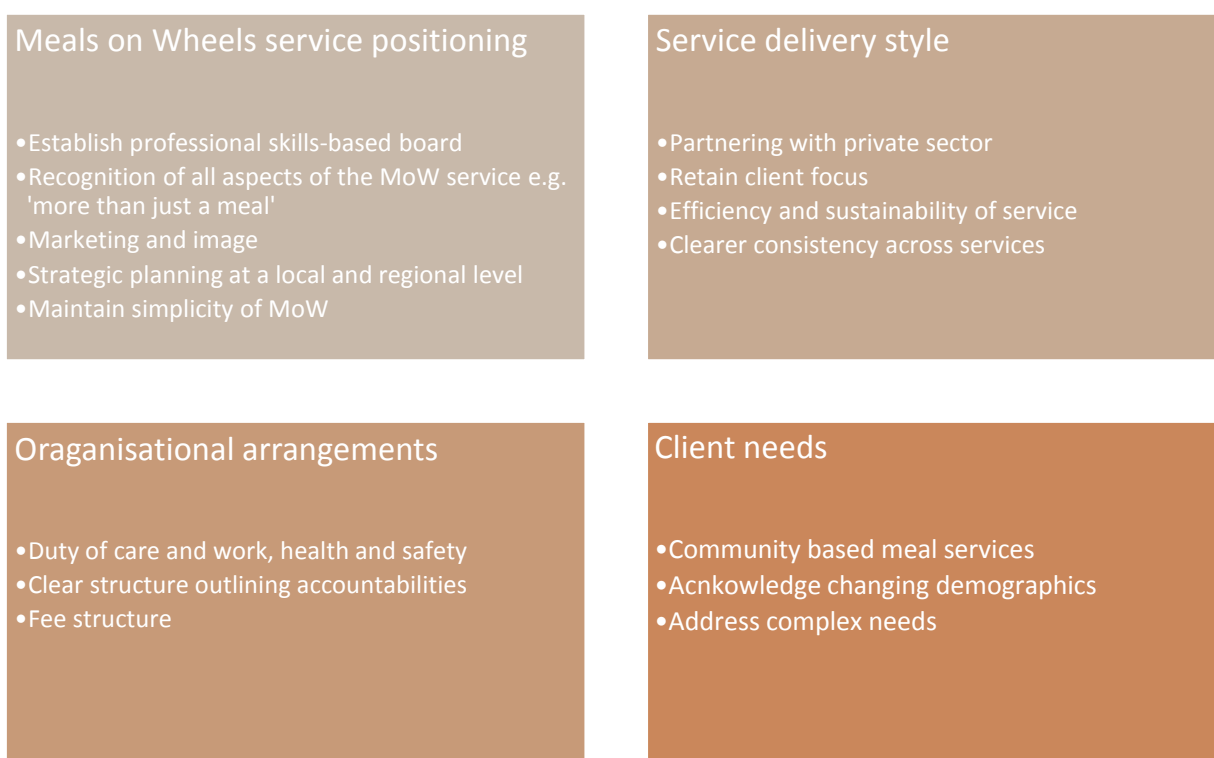 Meals on Wheels service positioning
•Establish professional skills-based board
•Recognition of all aspects of the MoW service e.g.
'more than just a meal'
•Marketing and image
•Strategic planning at a local and regional level
•Maintain simplicity of MoW
Service delivery style
•Partnering with private sector
•Retain client focus
•Efficiency and sustainability of service
•Clearer consistency across services
Oraganisational arrangements
•Duty of care and work, health and safety
•Clear structure outlining accountabilities
•Fee structure
Client needs
•Community based meal services
•Acnkowledge changing demographics
•Address complex needs